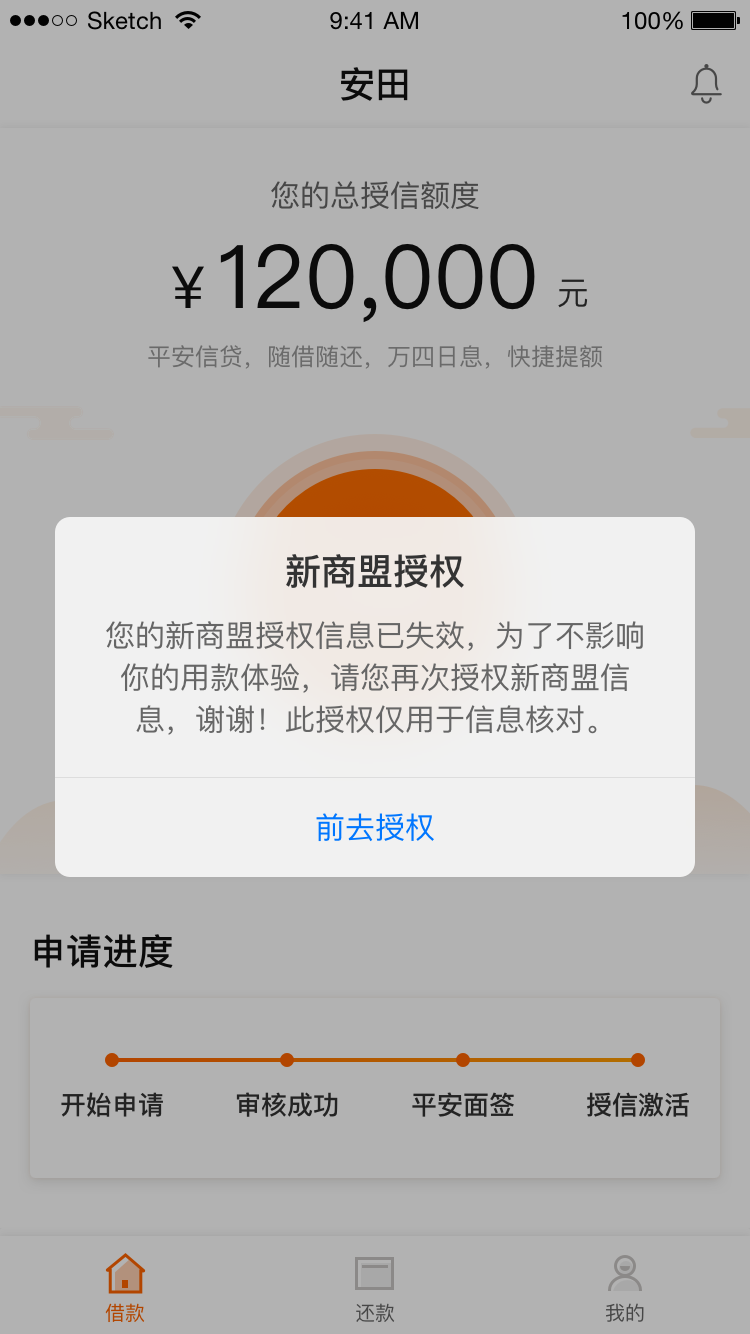 Sketch 9:41 AM 100%
安田
您的总授信额度
¥120,000 元
平安信贷，随借随还，万四日息，快捷提额
新商盟授权
您的新商盟授权信息已失效，为了不影响
你的用款体验，请您再次授权新商盟信
息，谢谢！此授权仅用于信息核对。
前去授权
申请进度
开始申请 审核成功 平安面签 授信激活
借款 还款 我的